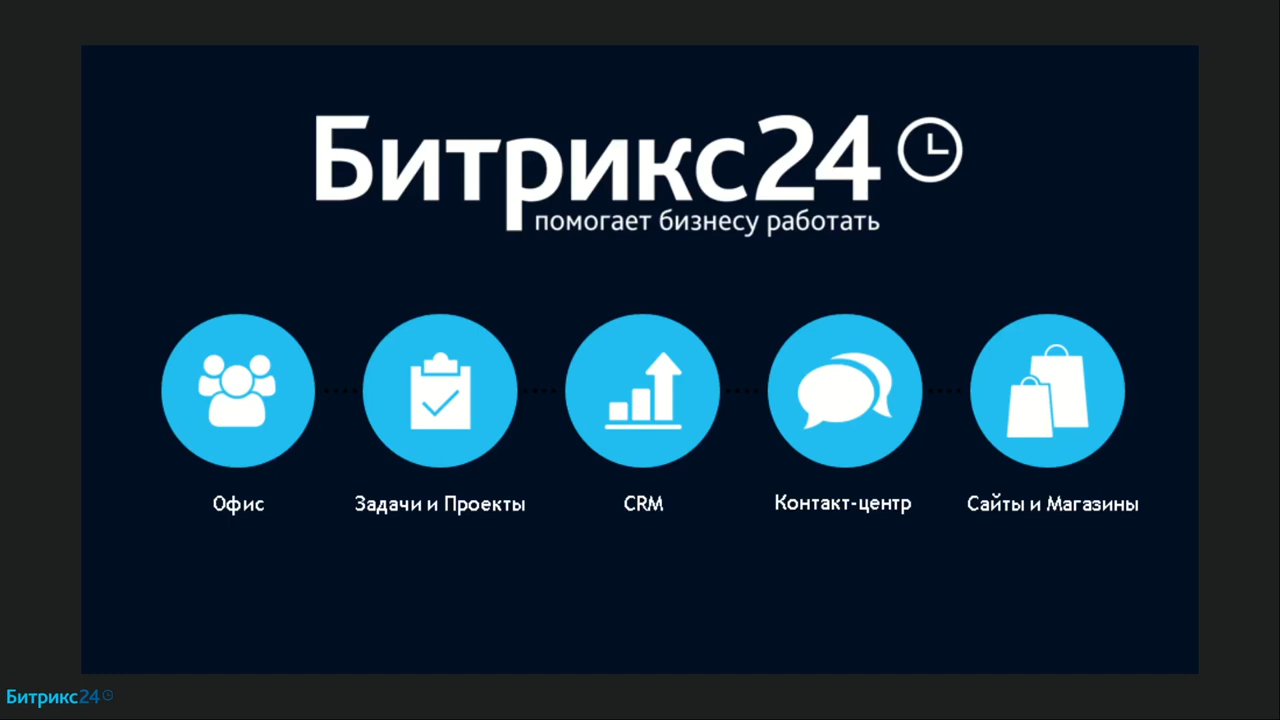 Битрикс24
помогает бизнесу работать
Офис
Задачи и Проекты
CRM
Контакт-центр
Сайты и Магазины
Битрикс24